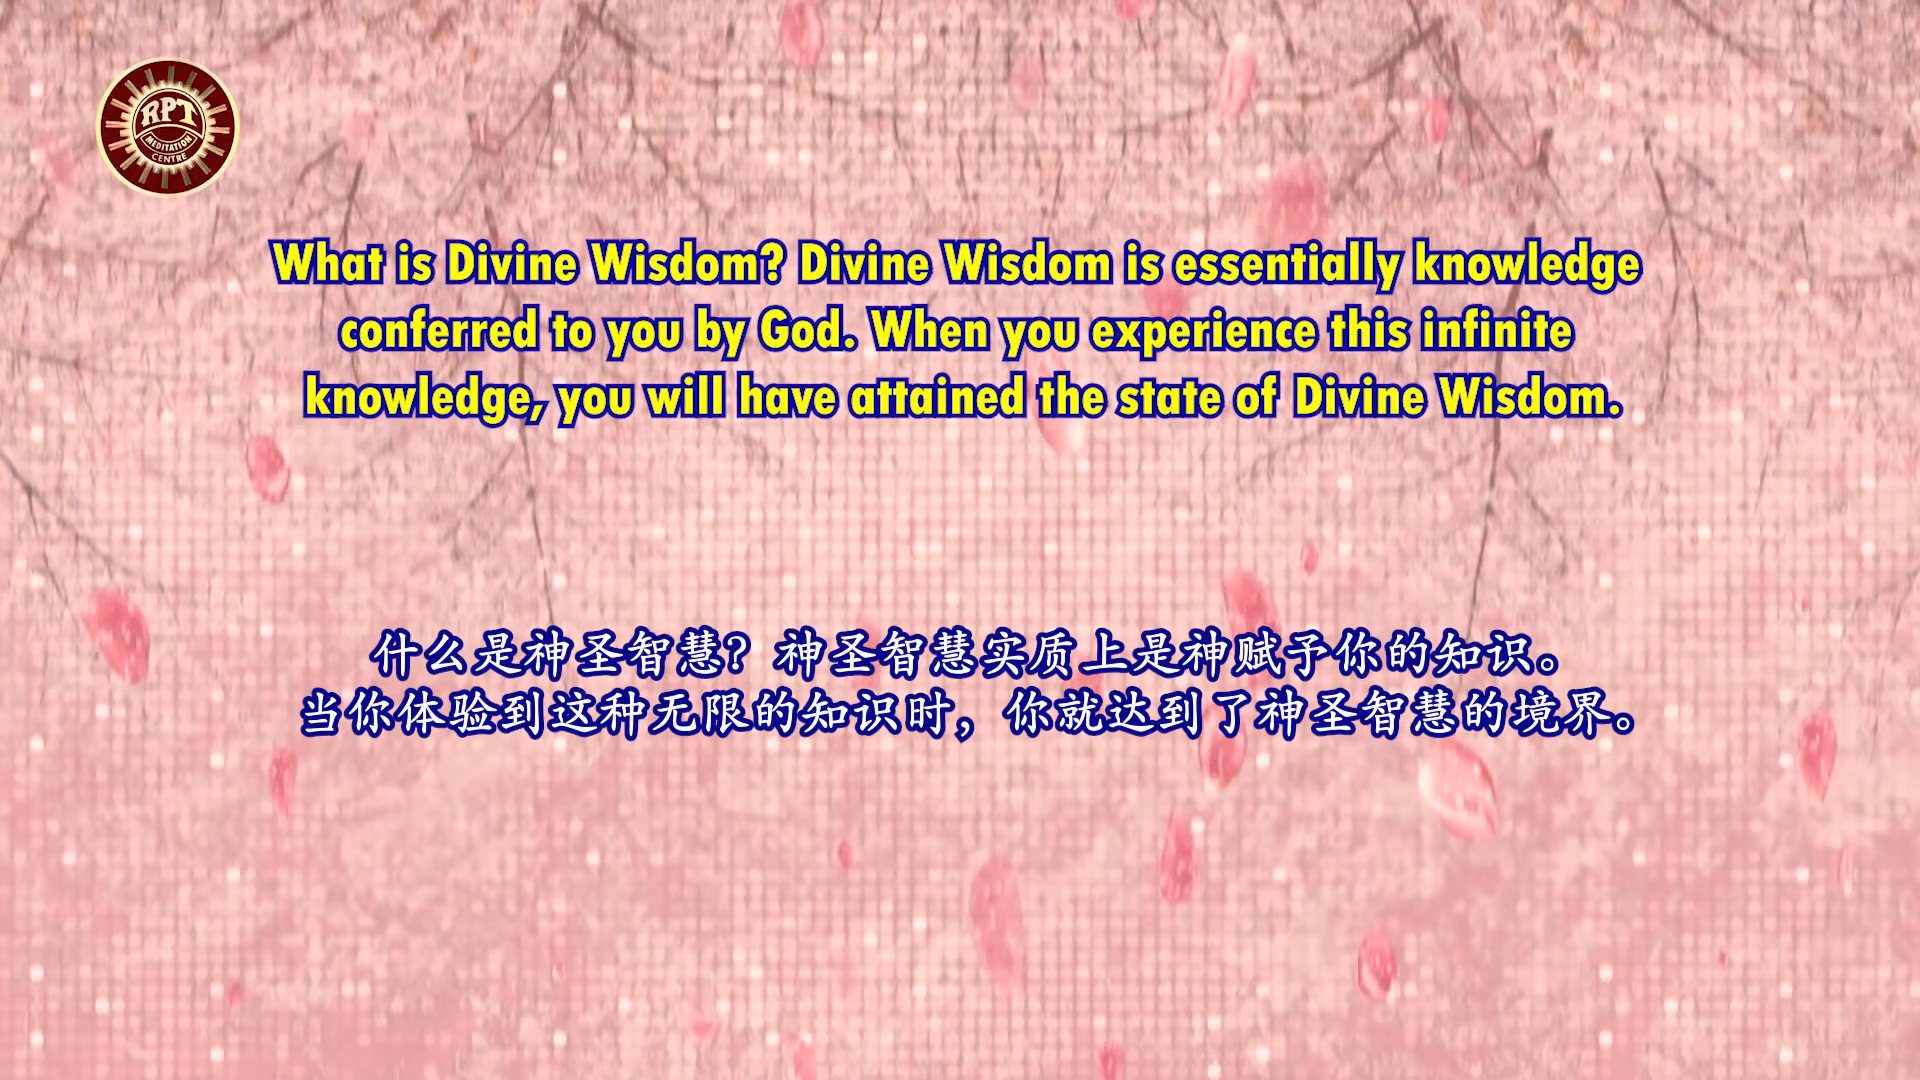 RPT
MEDITATION
CENTRE
What is Divine Wisdom? Divine Wisdom is essentially knowledge
conferred to you by God. When you experience this infinite
knowledge, you will have attained the state of Divine Wisdom.
什么是神圣智慧？神圣智慧实质上是神赋予你的知识。
当你体验到这种无限的知识时，你就达到了神圣智慧的境界。